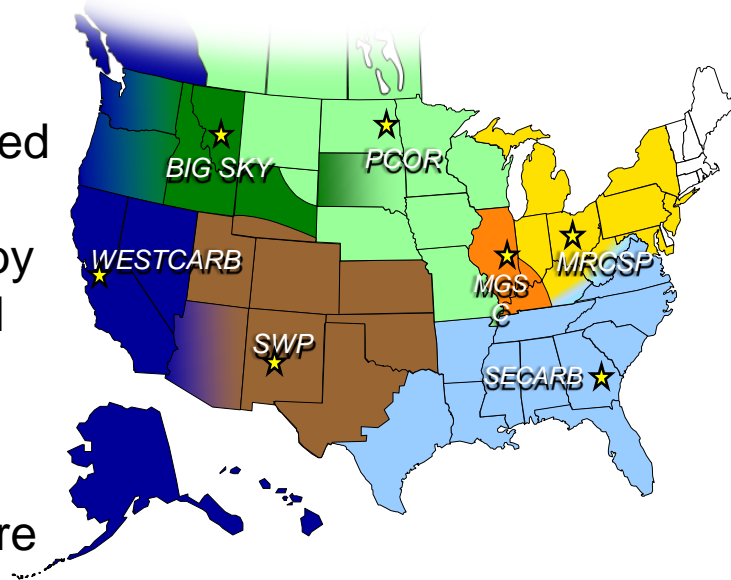 ed
PCOR
BIG SKY
by
WESTCARB
MRCSP
MGS
C
SWP
SECARB
re